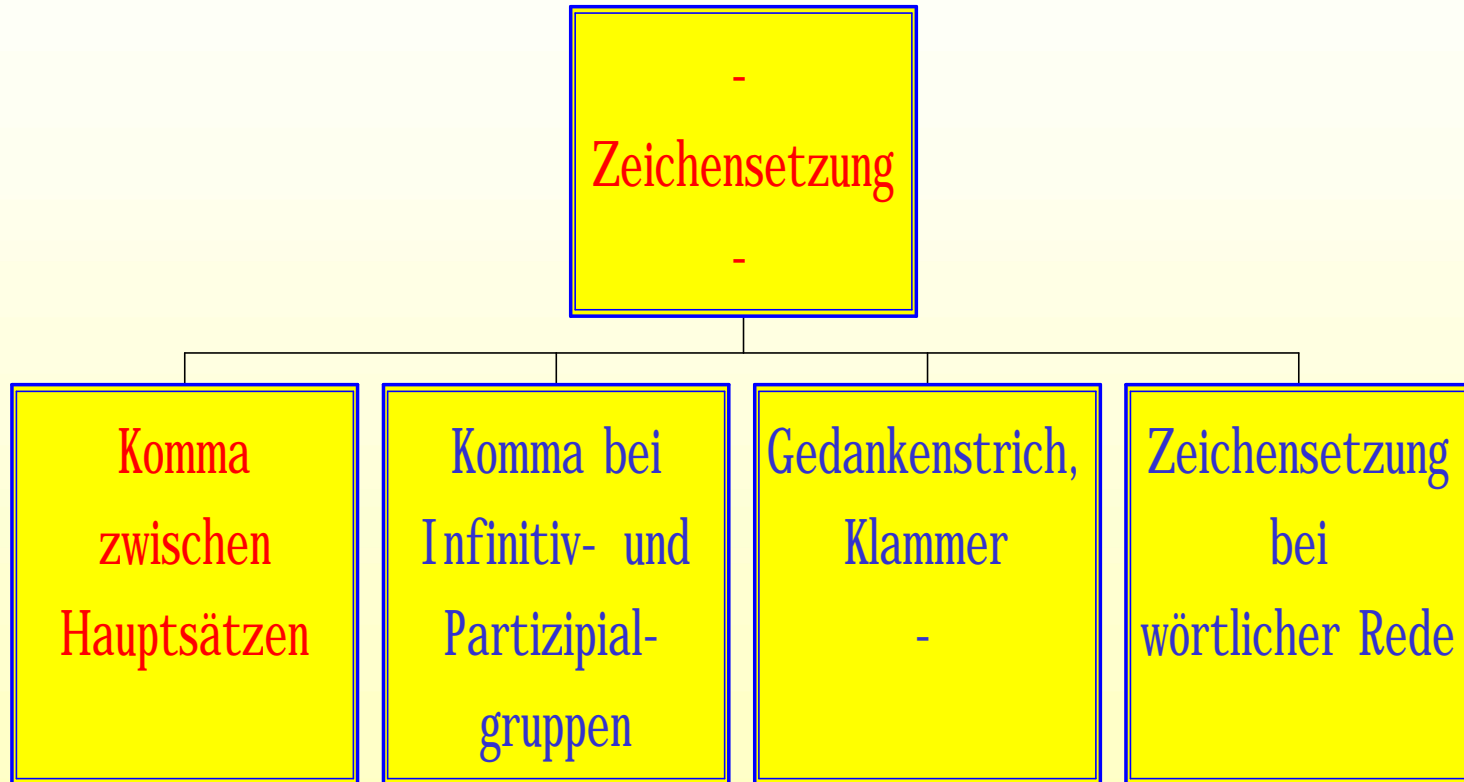 -
Zeichensetzung
-
Komma
zwischen
Hauptsätzen
Komma bei
Infinitiv- und
Partizipial-
gruppen
Gedankenstrich,
Klammer
-
Zeichensetzung
bei
wörtlicher Rede